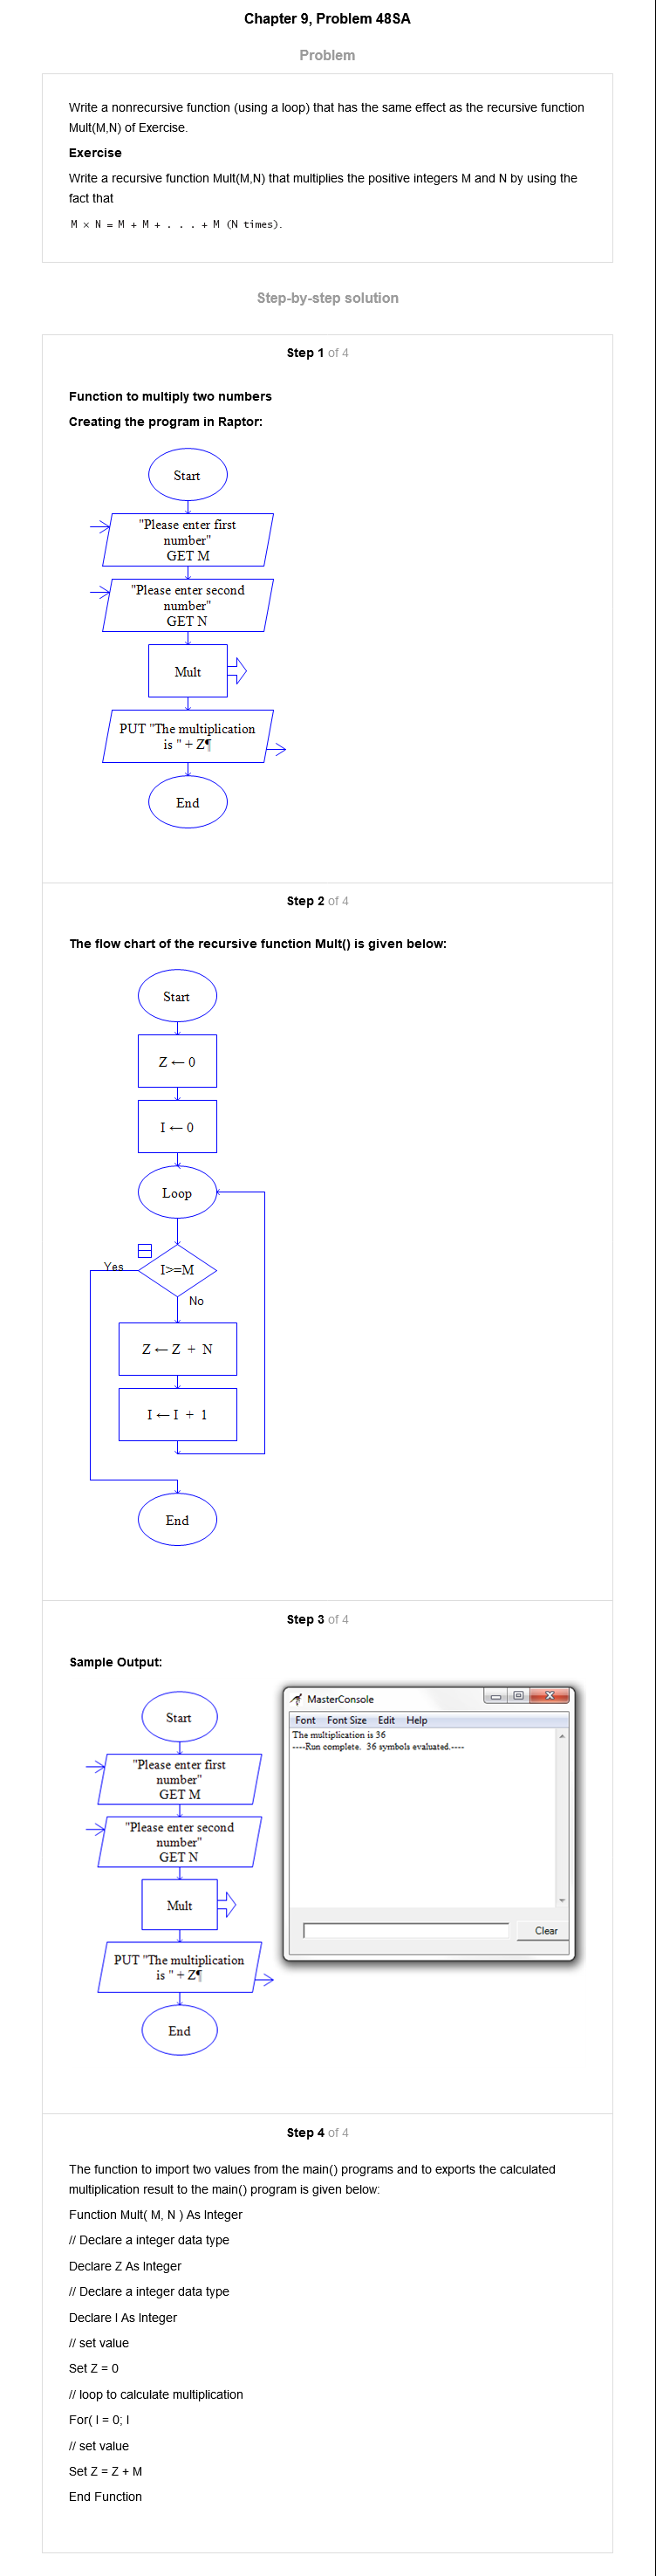 Chapter 9, Problem 48SA
Problem
Write a nonrecursive function (using a loop) that has the same effect as the recursive function
Mult(M,N) of Exercise.
Exercise
Write a recursive function Mult(M,N) that multiplies the positive integers M and N by using the
fact that
M × N = M + M + . . . + M (N times).
Step-by-step solution
Step 1 of 4
Function to multiply two numbers
Creating the program in Raptor:
Start
"Please enter first
number"
GET M
"Please enter second
number"
GET N
Mult
PUT "The multiplication
is " + Z¶
End
Step 2 of 4
The flow chart of the recursive function Mult() is given below:
Start
Z ← 0
I ← 0
Loop
I>=M
Yes
No
Z ← Z + N
I ← I + 1
End
Step 3 of 4
Sample Output:
Start
"Please enter first
number"
GET M
"Please enter second
number"
GET N
Mult
PUT "The multiplication
is " + Z¶
End
MasterConsole
Font Font Size Edit Help
The multiplication is 36
----Run complete. 36 symbols evaluated.----
Clear
Step 4 of 4
The function to import two values from the main() programs and to exports the calculated
multiplication result to the main() program is given below:
Function Mult( M, N ) As Integer
// Declare a integer data type
Declare Z As Integer
// Declare a integer data type
Declare I As Integer
// set value
Set Z = 0
// loop to calculate multiplication
For( I = 0; I
// set value
Set Z = Z + M
End Function